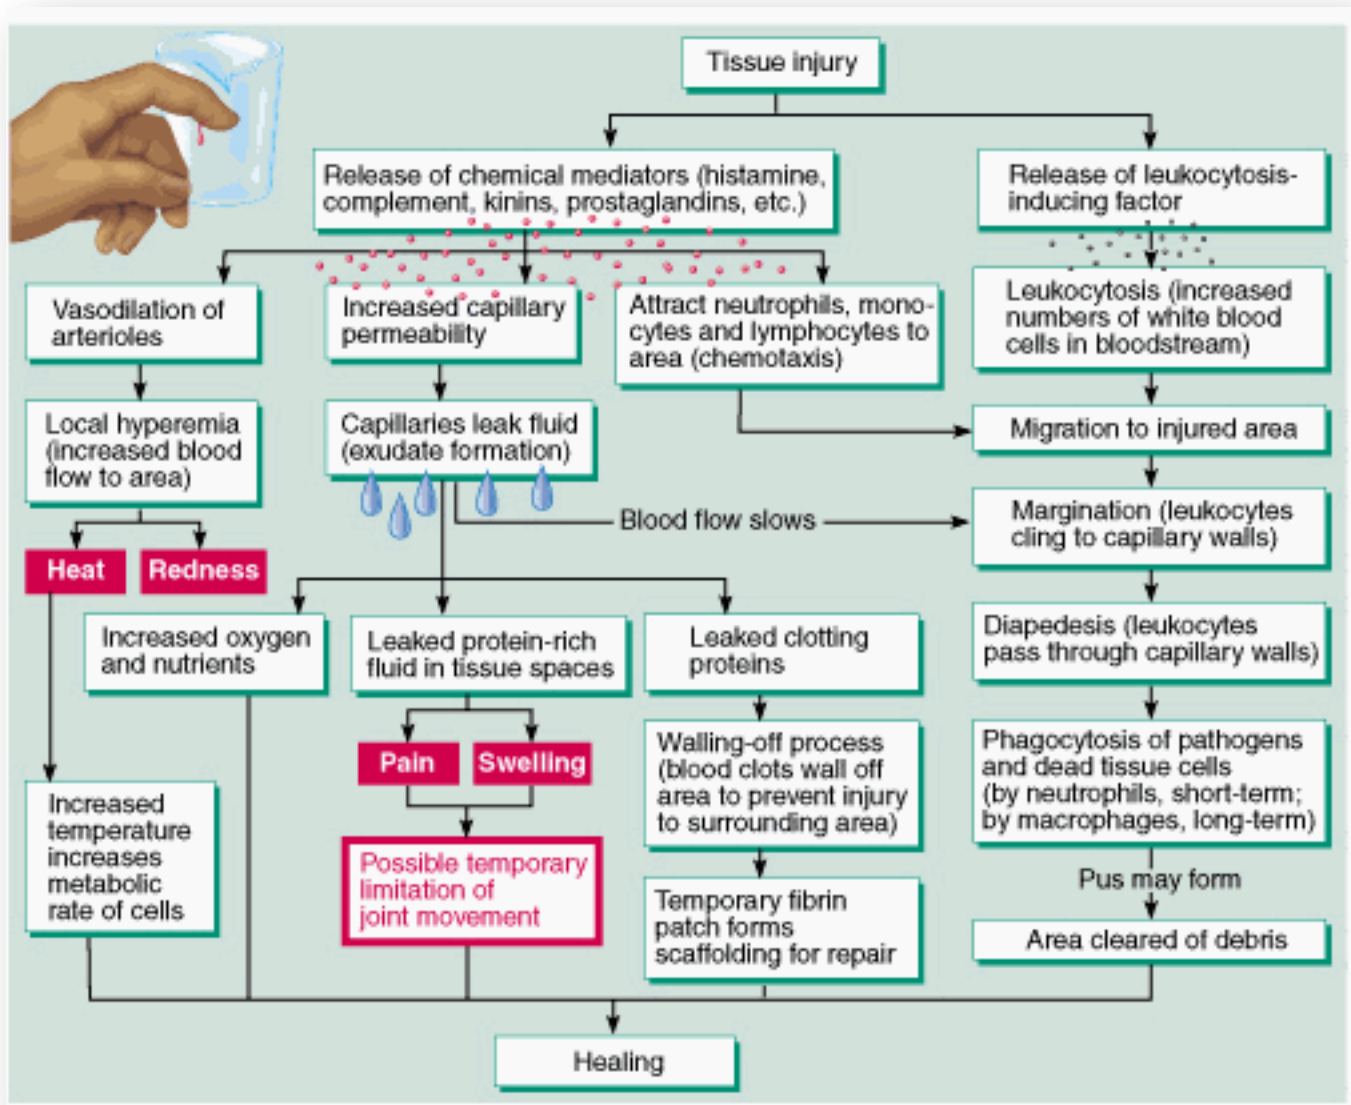 Tissue injury
Release of chemical mediators (histamine,
complement, kinins, prostaglandins, etc.)
Release of leukocytosis-
inducing factor
Vasodilation of
arterioles
Increased capillary
permeability
Attract neutrophils, mono-
cytes and lymphocytes to
area (chemotaxis)
Leukocytosis (increased
numbers of white blood
cells in bloodstream)
Local hyperemia
(increased blood
flow to area)
Capillaries leak fluid
(exudate formation)
Migration to injured area
Blood flow slows
Margination (leukocytes
cling to capillary walls)
Heat
Redness
Increased oxygen
and nutrients
Leaked protein-rich
fluid in tissue spaces
Leaked clotting
proteins
Diapedesis (leukocytes
pass through capillary walls)
Pain
Swelling
Walling-off process
(blood clots wall off
area to prevent injury
to surrounding area)
Phagocytosis of pathogens
and dead tissue cells
(by neutrophils, short-term;
by macrophages, long-term)
Increased
temperature
increases
metabolic
rate of cells
Possible temporary
limitation of
joint movement
Temporary fibrin
patch forms
scaffolding for repair
Pus may form
Area cleared of debris
Healing